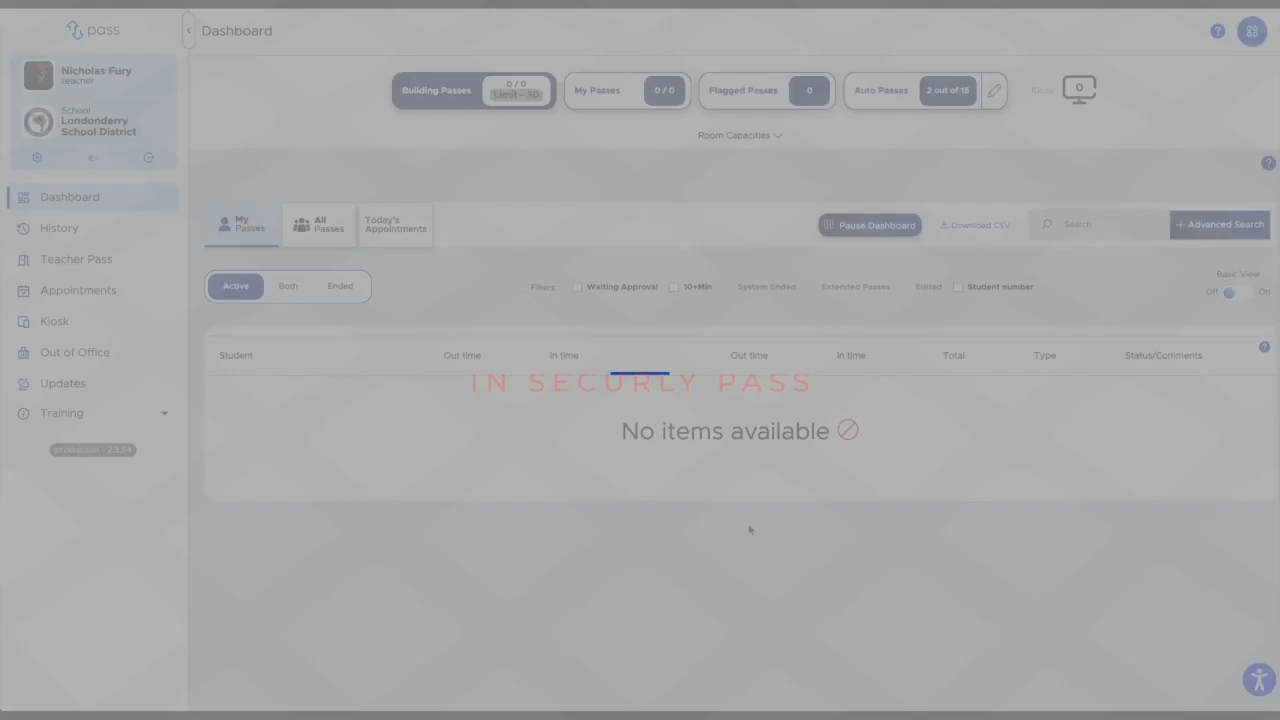 pass
Dashboard
Nicholas Fury
teacher
School
Londonderry
School District
Building Passes
0 / 0
Limit - 30
My Passes
0 / 0
Flagged Passes
0
Auto Passes
2 out of 15
Kiosk
0
Room Capacities
Dashboard
History
Teacher Pass
Appointments
Kiosk
Out of Office
Updates
Training
production - 2.3.24
My
Passes
All
Passes
Today's
Appointments
Pause Dashboard
Download CSV
Search
+ Advanced Search
Active
Both
Ended
Filters:
Waiting Approval
10+Min
System Ended
Extended Passes
Edited
Student number
Basic View
Off
On
Student
Out time
In time
Out time
In time
Total
Type
Status/Comments
IN SECURLY PASS
No items available